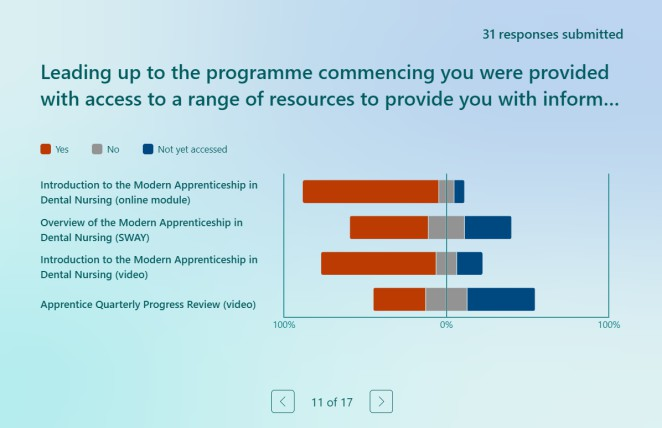 31 responses submitted
Leading up to the programme commencing you were provided
with access to a range of resources to provide you with inform...
Yes
No
Not yet accessed
Introduction to the Modern Apprenticeship in
Dental Nursing (online module)
Overview of the Modern Apprenticeship in
Dental Nursing (SWAY)
Introduction to the Modern Apprenticeship in
Dental Nursing (video)
Apprentice Quarterly Progress Review (video)
100%
0%
100%
11 of 17